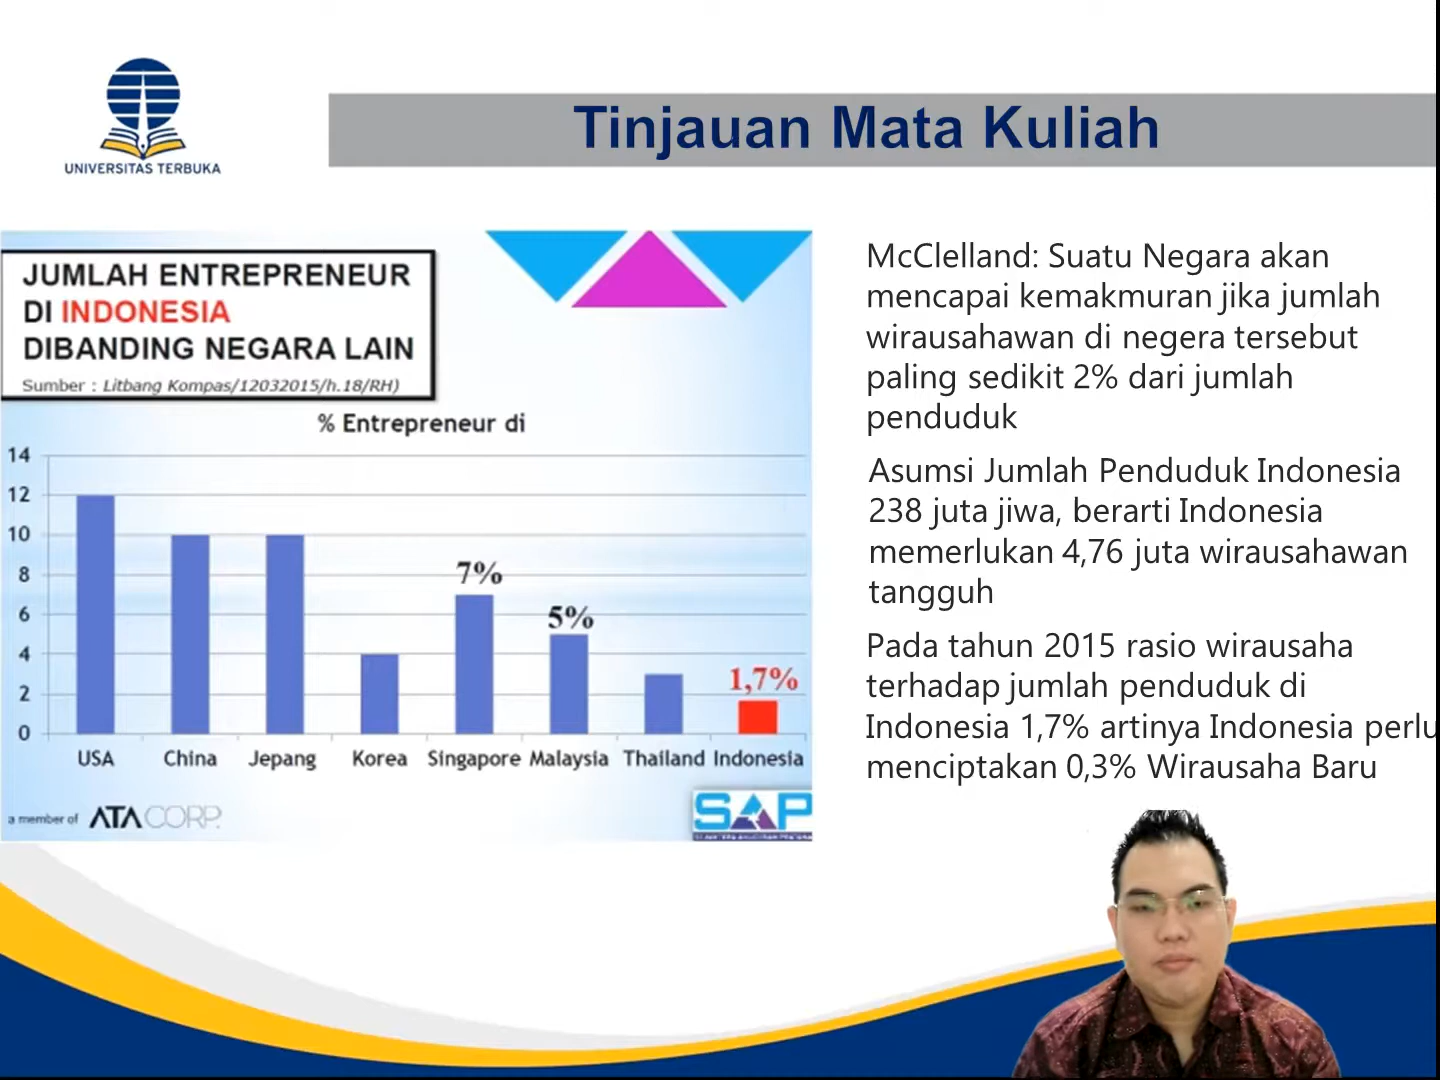 UNIVERSITAS TERBUKA
Tinjauan Mata Kuliah
JUMLAH ENTREPRENEUR
DI INDONESIA
DIBANDING NEGARA LAIN
Sumber : Litbang Kompas/12032015/h.18/RH)
% Entrepreneur di
14
12
10
8
6
4
2
0
7%
5%
1,7%
USA China Jepang Korea Singapore Malaysia Thailand Indonesia
a member of ATA CORP.
SAP
McClelland: Suatu Negara akan
mencapai kemakmuran jika jumlah
wirausahawan di negera tersebut
paling sedikit 2% dari jumlah
penduduk
Asumsi Jumlah Penduduk Indonesia
238 juta jiwa, berarti Indonesia
memerlukan 4,76 juta wirausahawan
tangguh
Pada tahun 2015 rasio wirausaha
terhadap jumlah penduduk di
Indonesia 1,7% artinya Indonesia perlu
menciptakan 0,3% Wirausaha Baru